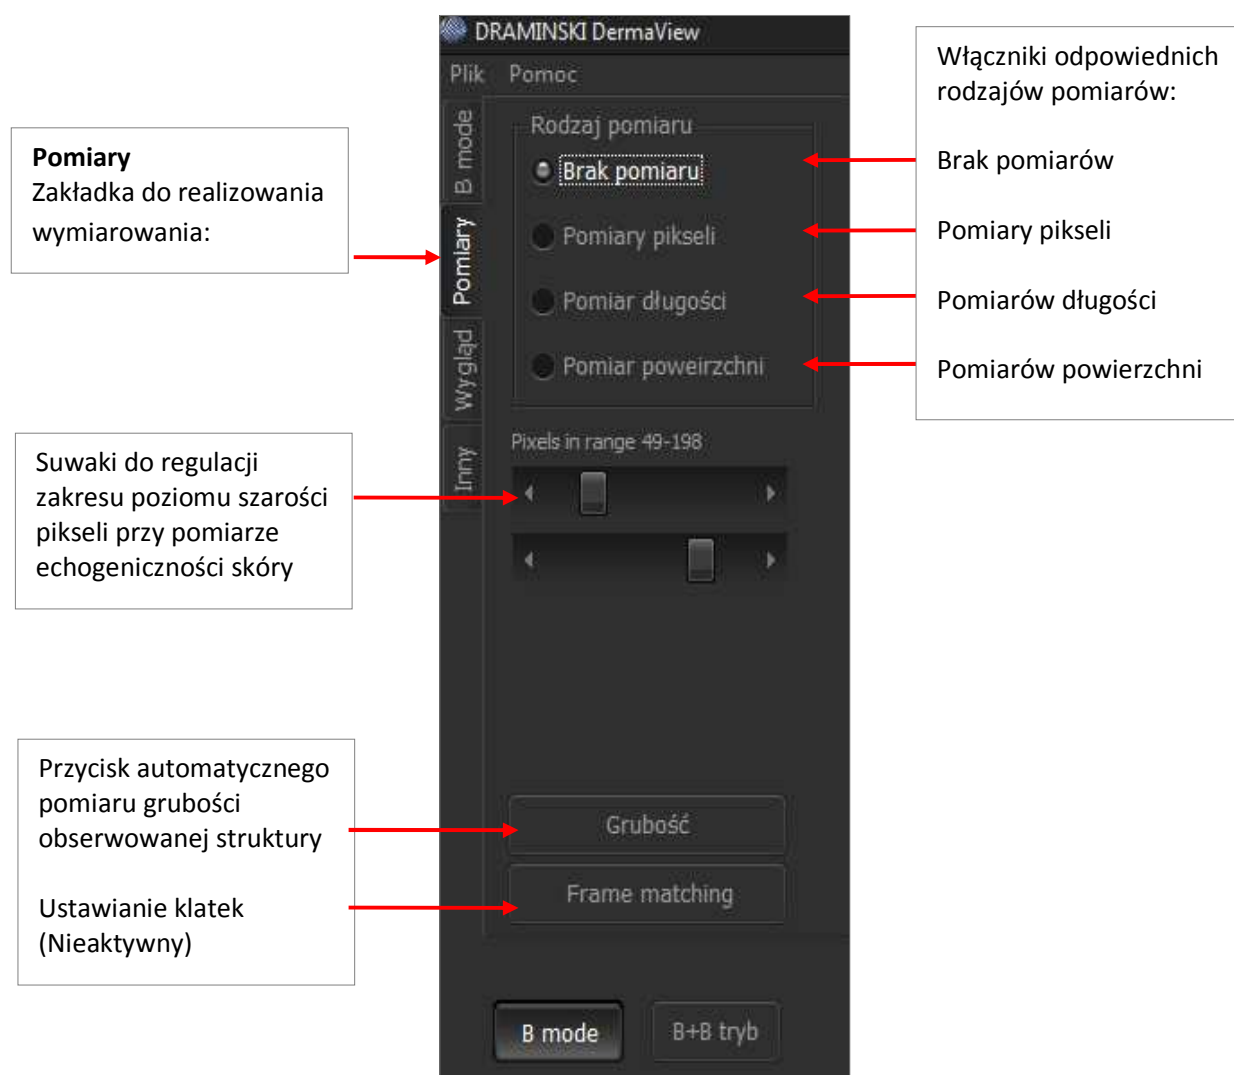 DRAMINSKI DermaView
Plik Pomoc
B mode
Pomiary
Wygląd
Inny
Rodzaj pomiaru
Brak pomiaru
Pomiary pikseli
Pomiar długości
Pomiar poweirzchni
Pixels in range 49-198
Grubość
Frame matching
B mode
B+B tryb
Pomiary
Zakładka do realizowania
wymiarowania:
Suwaki do regulacji
zakresu poziomu szarości
pikseli przy pomiarze
echogeniczności skóry
Przycisk automatycznego
pomiaru grubości
obserwowanej struktury
Ustawianie klatek
(Nieaktywny)
Włączniki odpowiednich
rodzajów pomiarów:
Brak pomiarów
Pomiary pikseli
Pomiarów długości
Pomiarów powierzchni